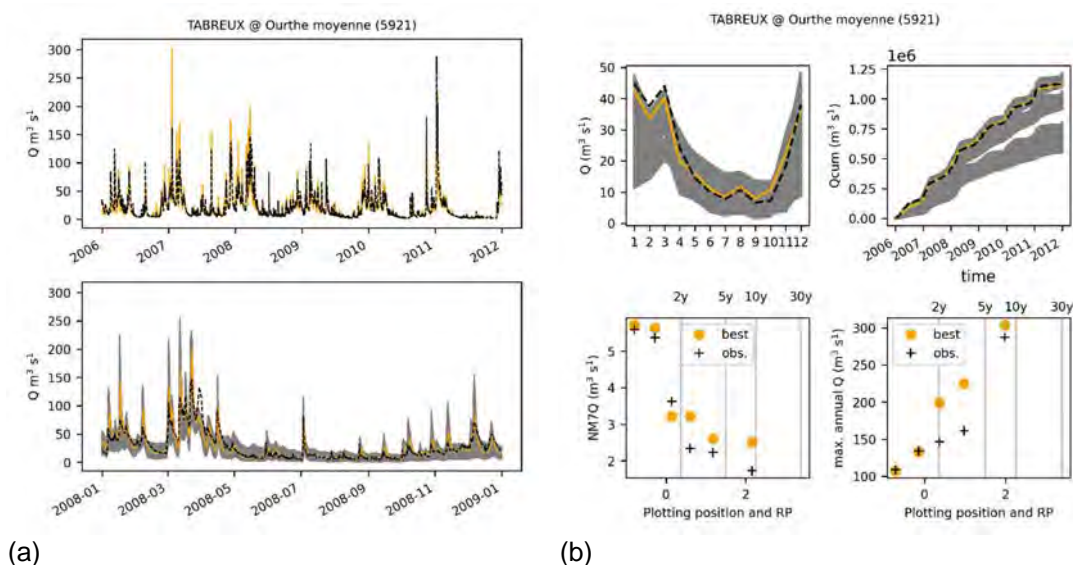 TABREUX @ Ourthe moyenne (5921)
Q m³ s¹
300
250
200
150
100
50
0
2006
2007
2008
2009
2010
2011
2012
Q m³ s¹
300
250
200
150
100
50
0
2008-01
2008-03
2008-05
2008-07
2008-09
2008-11
2009-01
(a)
TABREUX @ Ourthe moyenne (5921)
Q (m³ s¹)
50
40
30
20
10
0
1 2 3 4 5 6 7 8 9 10 11 12
1e6
Qcum (m³ s¹)
1.25
1.00
0.75
0.50
0.25
0.00
2006
2007
2008
2009
2010
2011
2012
time
2y 5y 10y 30y
NM7Q (m³ s¹)
best
obs.
5
4
3
2
0 2
Plotting position and RP
2y 5y 10y 30y
max. annual Q (m³ s¹)
best
obs.
300
250
200
150
100
0 2
Plotting position and RP
(b)